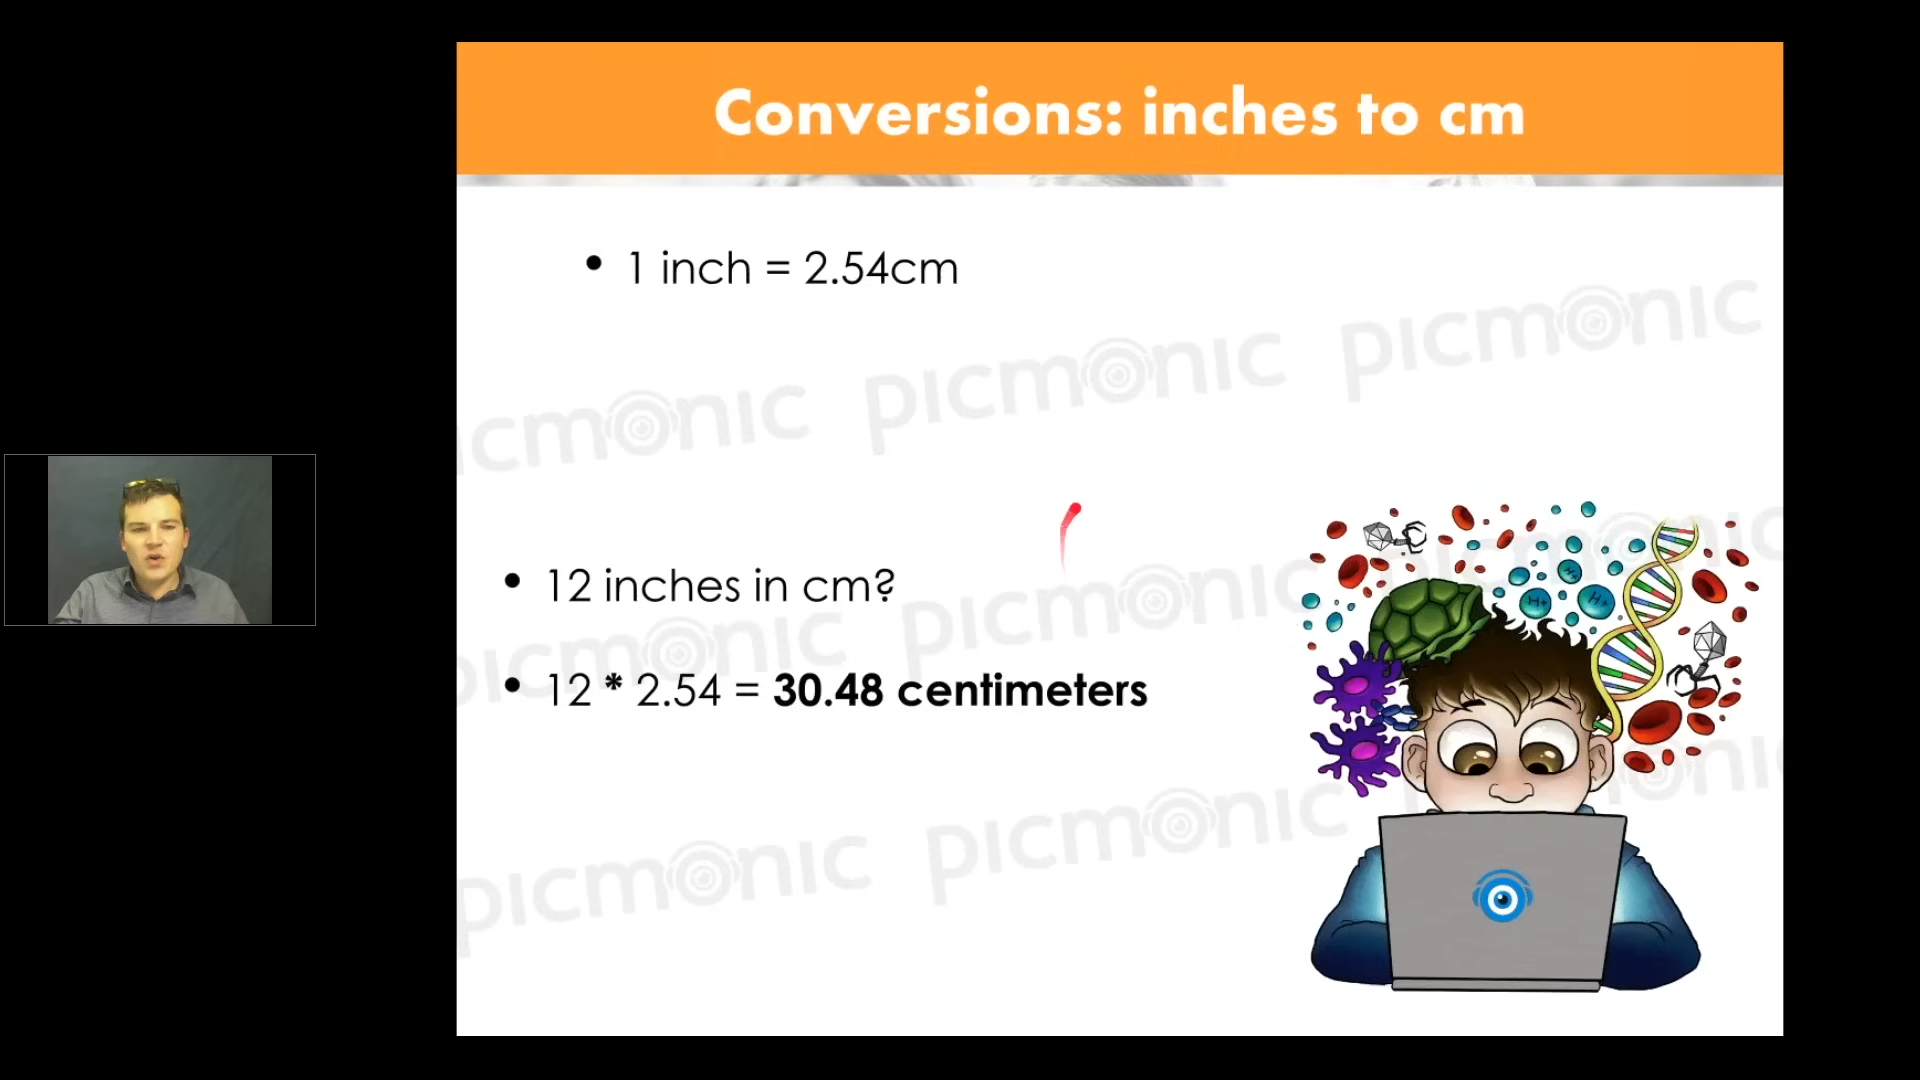 Conversions: inches to cm
• 1 inch = 2.54cm
picmonic
picmonic
picmonic
• 12 inches in cm?
picmonic
picmonic
• 12 * 2.54 = 30.48 centimeters
H+
H+
H+
picmonic
picmonic